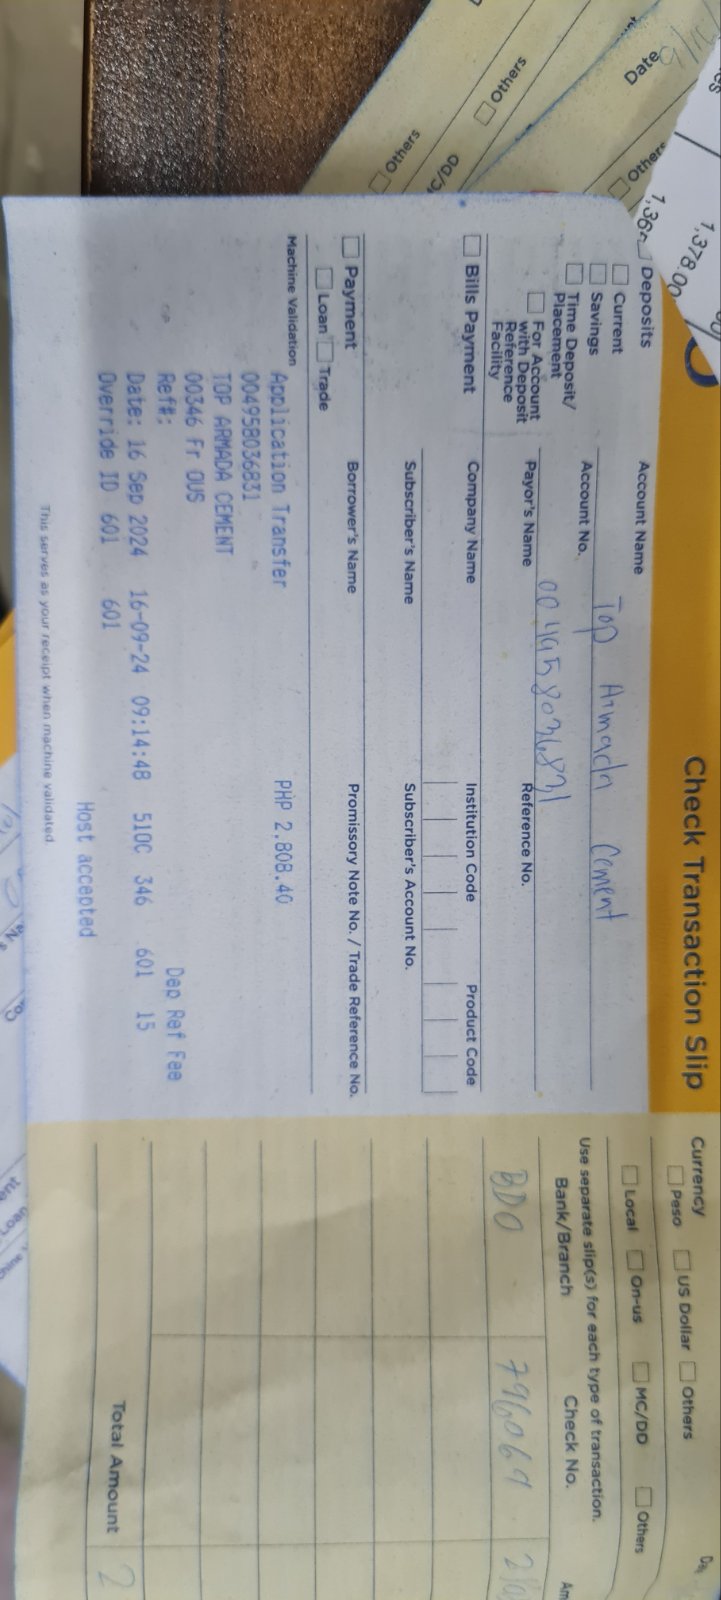 Check Transaction Slip
Deposits
Current
Savings
Time Deposit/
Placement
For Account
with Deposit
Reference
Facility
Account Name
Top Armada Cement
Account No.
004958036831
Payor's Name
Reference No.
Bills Payment
Company Name
Institution Code
Product Code
Subscriber's Name
Subscriber's Account No.
Payment
Loan
Trade
Borrower's Name
Promissory Note No. / Trade Reference No.
Machine Validation
Application Transfer PHP 2,808.40
004958036831
TOP ARMADA CEMENT
00346 Fr OUS
Ref#: Dep Ref Fee
Date: 16 Sep 2024 16-09-24 09:14:48 510C 346 601 15
Override ID 601 601
Host accepted
This serves as your receipt when machine validated
Currency
Peso
US Dollar
Others
Local
On-us
MC/DD
Others
Use separate slip(s) for each type of transaction.
Bank/Branch
Check No.
BDO
Total Amount
Others
Others
Others
Date
1,378.00